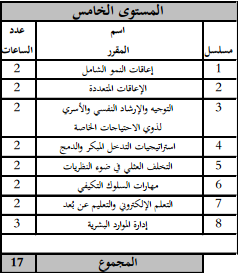 المستوى الخامس
مسلسل اسم المقرر عدد الساعات
1 إعاقات النمو الشامل 2
2 الإعاقات المتعددة 2
3 التوجيه والإرشاد النفسي والأسري 2
لذوي الاحتياجات الخاصة
4 استراتيجيات التدخل المبكر والدمج 2
5 التخلف العقلي في ضوء النظريات 2
6 مهارات السلوك التكيفي 2
7 التعلم الإلكتروني والتعليم عن بُعد 2
8 إدارة الموارد البشرية 3
المجموع 17